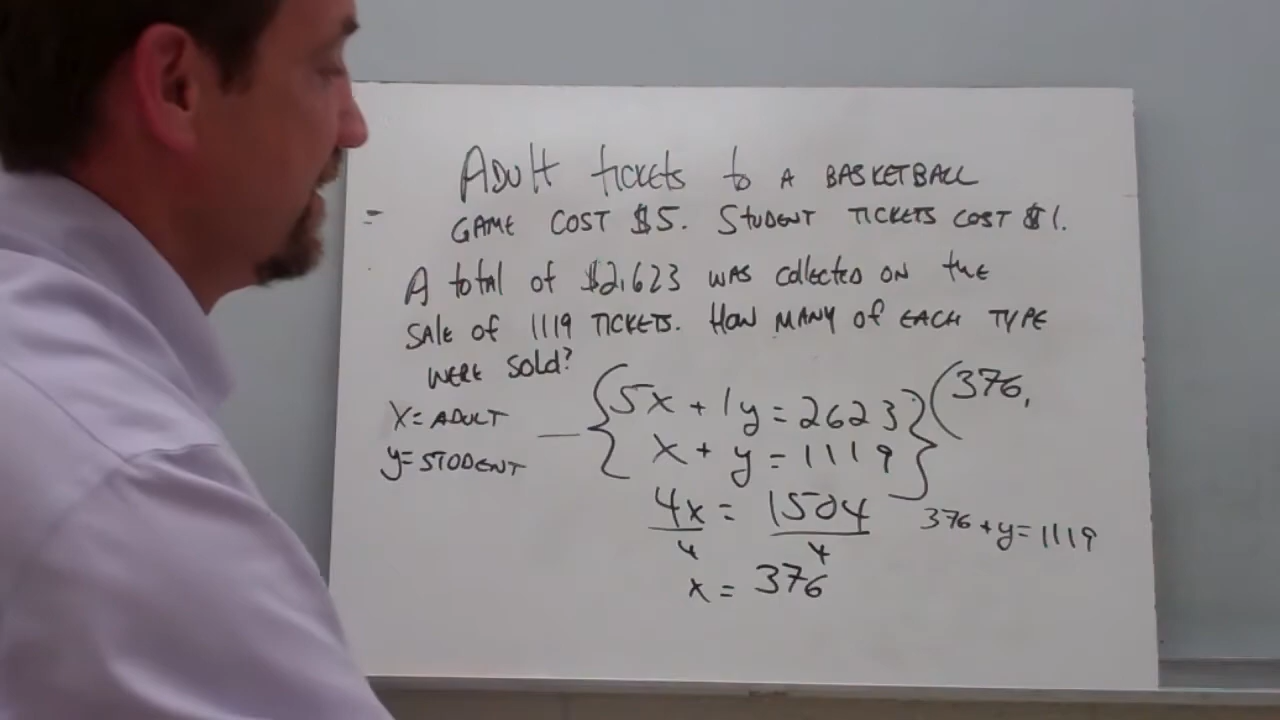 ADULT TICKETS TO A BASKETBALL
GAME COST $5. STUDENT TICKETS COST $1.
A TOTAL OF $2,623 WAS COLLECTED ON THE
SALE OF 1119 TICKETS. HOW MANY OF EACH TYPE
WERE SOLD?
X = ADULT
y = STUDENT
{5x + 1y = 2623} (376,
x + y = 1119
4x = 1504
4 4
x = 376
376 + y = 1119